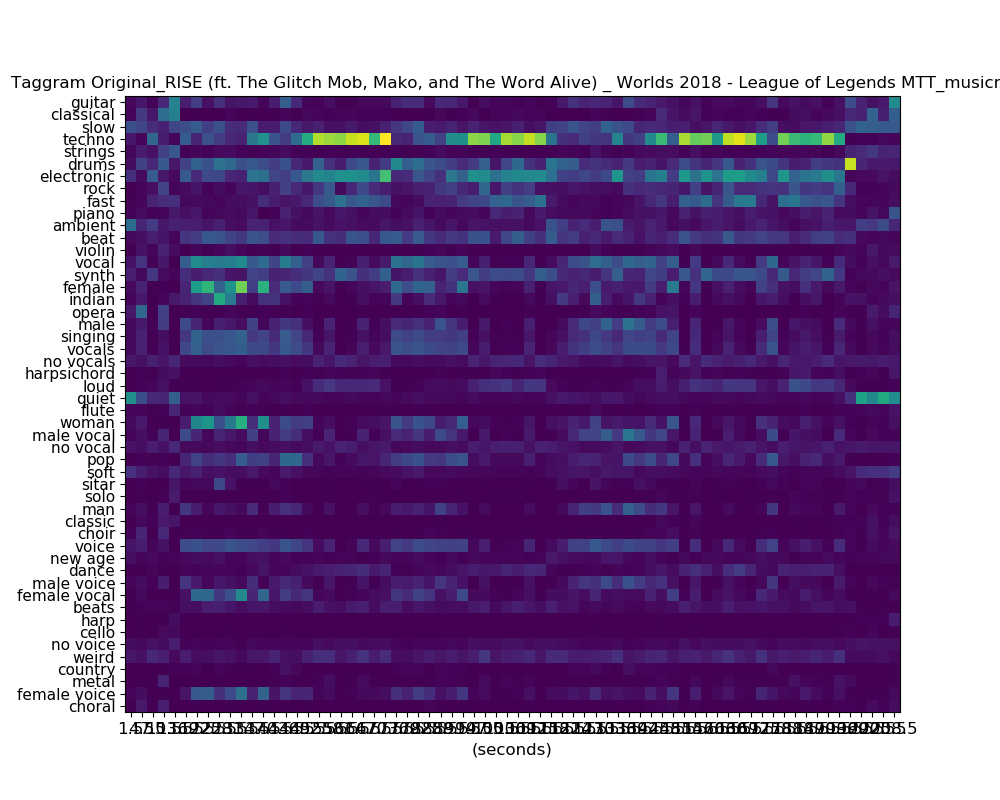 Taggram Original_RISE (ft. The Glitch Mob, Mako, and The Word Alive) _ Worlds 2018 - League of Legends MTT_musicn
guitar
classical
slow
techno
strings
drums
electronic
rock
fast
piano
ambient
beat
violin
vocal
synth
female
indian
opera
male
singing
vocals
no vocals
harpsichord
loud
quiet
flute
woman
male vocal
no vocal
pop
soft
sitar
solo
man
classic
choir
voice
new age
dance
male voice
female vocal
beats
harp
cello
no voice
weird
country
metal
female voice
choral
(seconds)